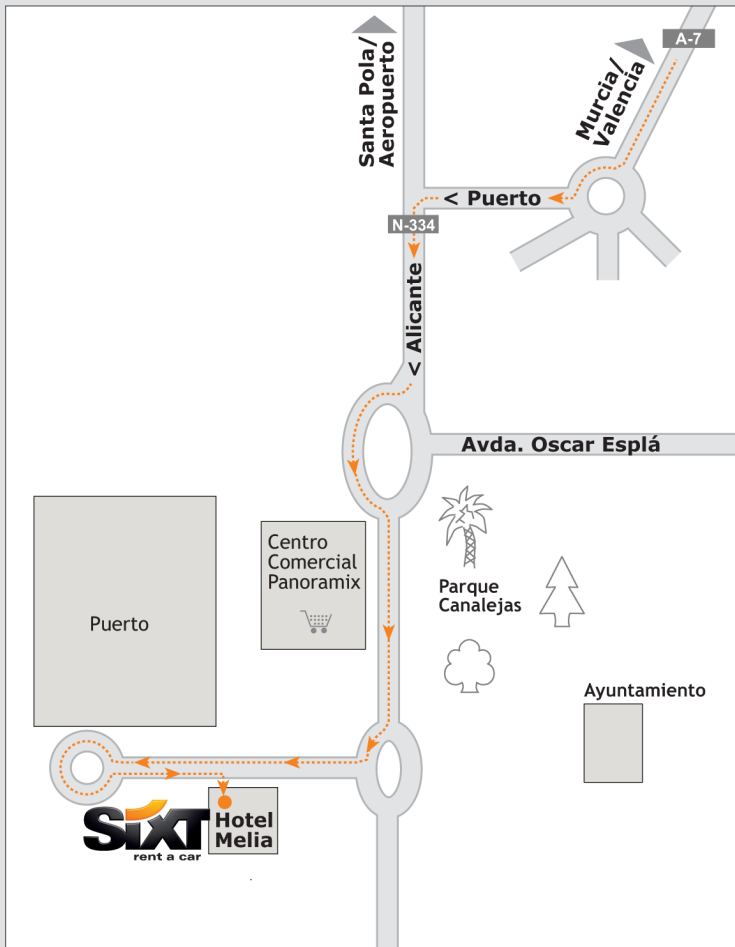 A-7
Santa Pola/
Aeropuerto
Murcia/
Valencia
< Puerto
N-334
< Alicante
Avda. Oscar Esplá
Centro
Comercial
Panoramix
Parque
Canalejas
Puerto
Ayuntamiento
SiXT
rent a car
Hotel
Melia